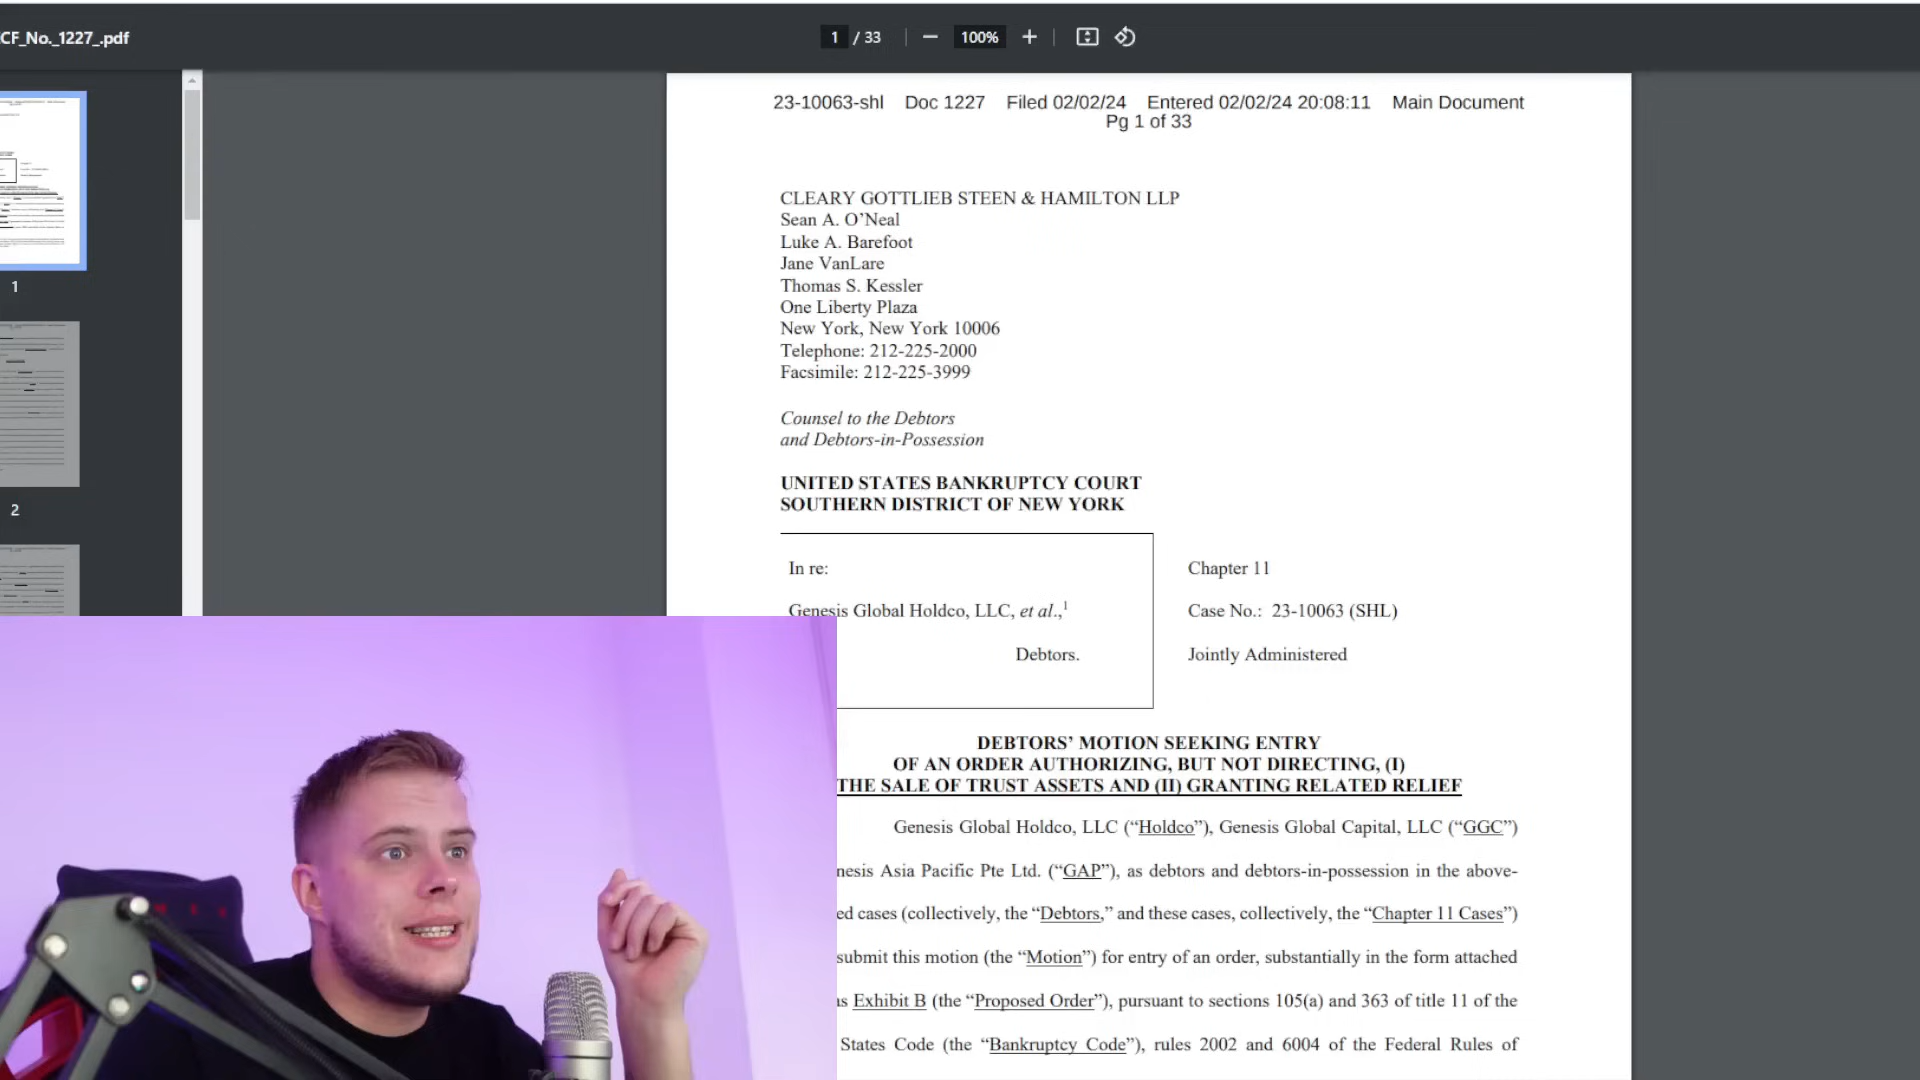 CF_No._1227_.pdf
1 / 33
100%
1
2
23-10063-shl Doc 1227 Filed 02/02/24 Entered 02/02/24 20:08:11 Main Document
Pg 1 of 33
CLEARY GOTTLIEB STEEN & HAMILTON LLP
Sean A. O’Neal
Luke A. Barefoot
Jane VanLare
Thomas S. Kessler
One Liberty Plaza
New York, New York 10006
Telephone: 212-225-2000
Facsimile: 212-225-3999
Counsel to the Debtors
and Debtors-in-Possession
UNITED STATES BANKRUPTCY COURT
SOUTHERN DISTRICT OF NEW YORK
In re:
Genesis Global Holdco, LLC, et al.,1
Debtors.
Chapter 11
Case No.: 23-10063 (SHL)
Jointly Administered
DEBTORS’ MOTION SEEKING ENTRY
OF AN ORDER AUTHORIZING, BUT NOT DIRECTING, (I)
THE SALE OF TRUST ASSETS AND (II) GRANTING RELATED RELIEF
Genesis Global Holdco, LLC (“Holdco”), Genesis Global Capital, LLC (“GGC”)
nesis Asia Pacific Pte Ltd. (“GAP”), as debtors and debtors-in-possession in the above-
ed cases (collectively, the “Debtors,” and these cases, collectively, the “Chapter 11 Cases”)
submit this motion (the “Motion”) for entry of an order, substantially in the form attached
as Exhibit B (the “Proposed Order”), pursuant to sections 105(a) and 363 of title 11 of the
States Code (the “Bankruptcy Code”), rules 2002 and 6004 of the Federal Rules of